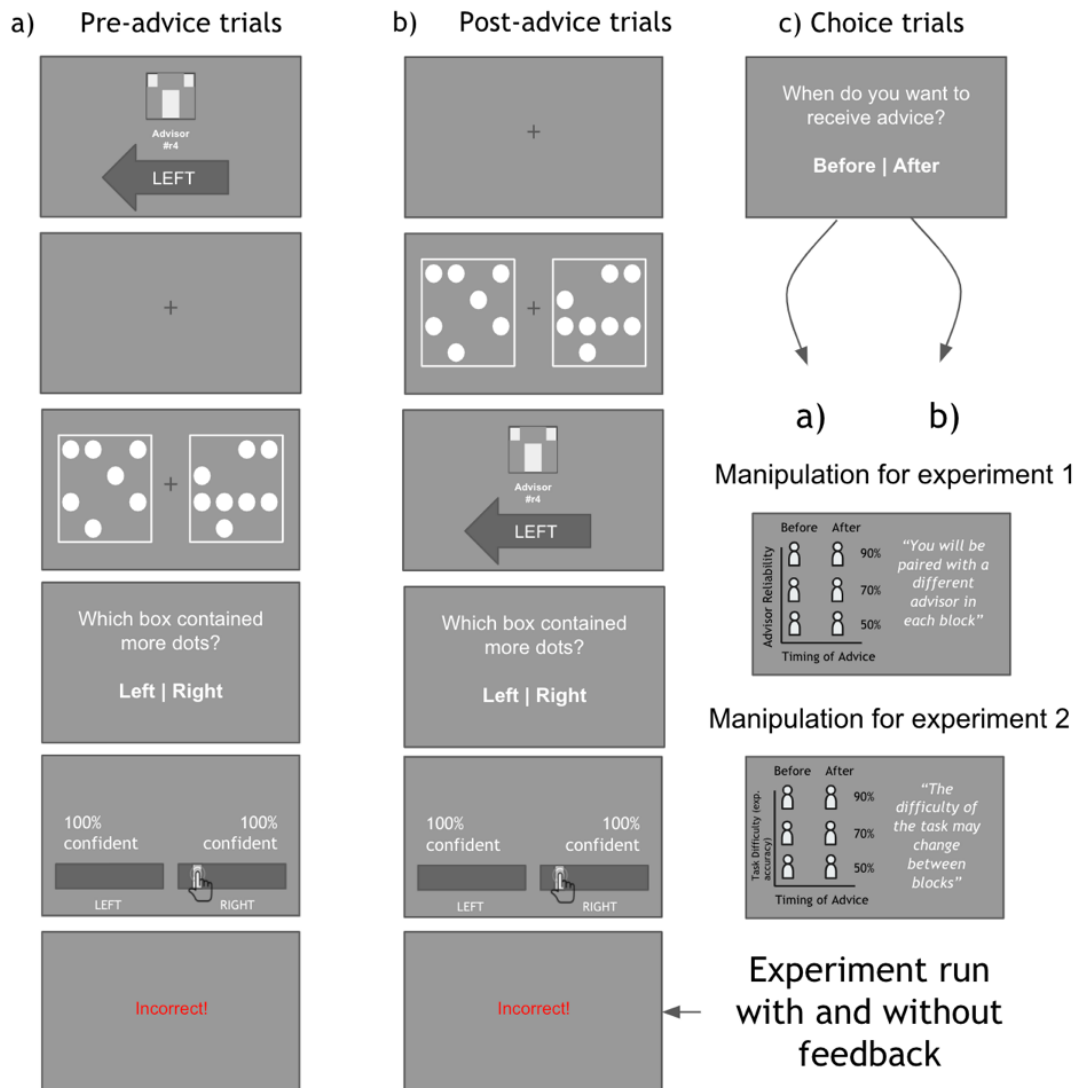 a) Pre-advice trials
Advisor
#r4
LEFT
+
+
Which box contained
more dots?
Left | Right
100%
confident
100%
confident
LEFT
RIGHT
Incorrect!
b) Post-advice trials
+
+
Advisor
#r4
LEFT
Which box contained
more dots?
Left | Right
100%
confident
100%
confident
LEFT
RIGHT
Incorrect!
c) Choice trials
When do you want to
receive advice?
Before | After
a) b)
Manipulation for experiment 1
Before After
Advisor Reliability
90%
70%
50%
Timing of Advice
"You will be
paired with a
different
advisor in
each block"
Manipulation for experiment 2
Before After
Task Difficulty (exp.
accuracy)
90%
70%
50%
Timing of Advice
"The
difficulty of
the task may
change
between
blocks"
Experiment run
with and without
feedback